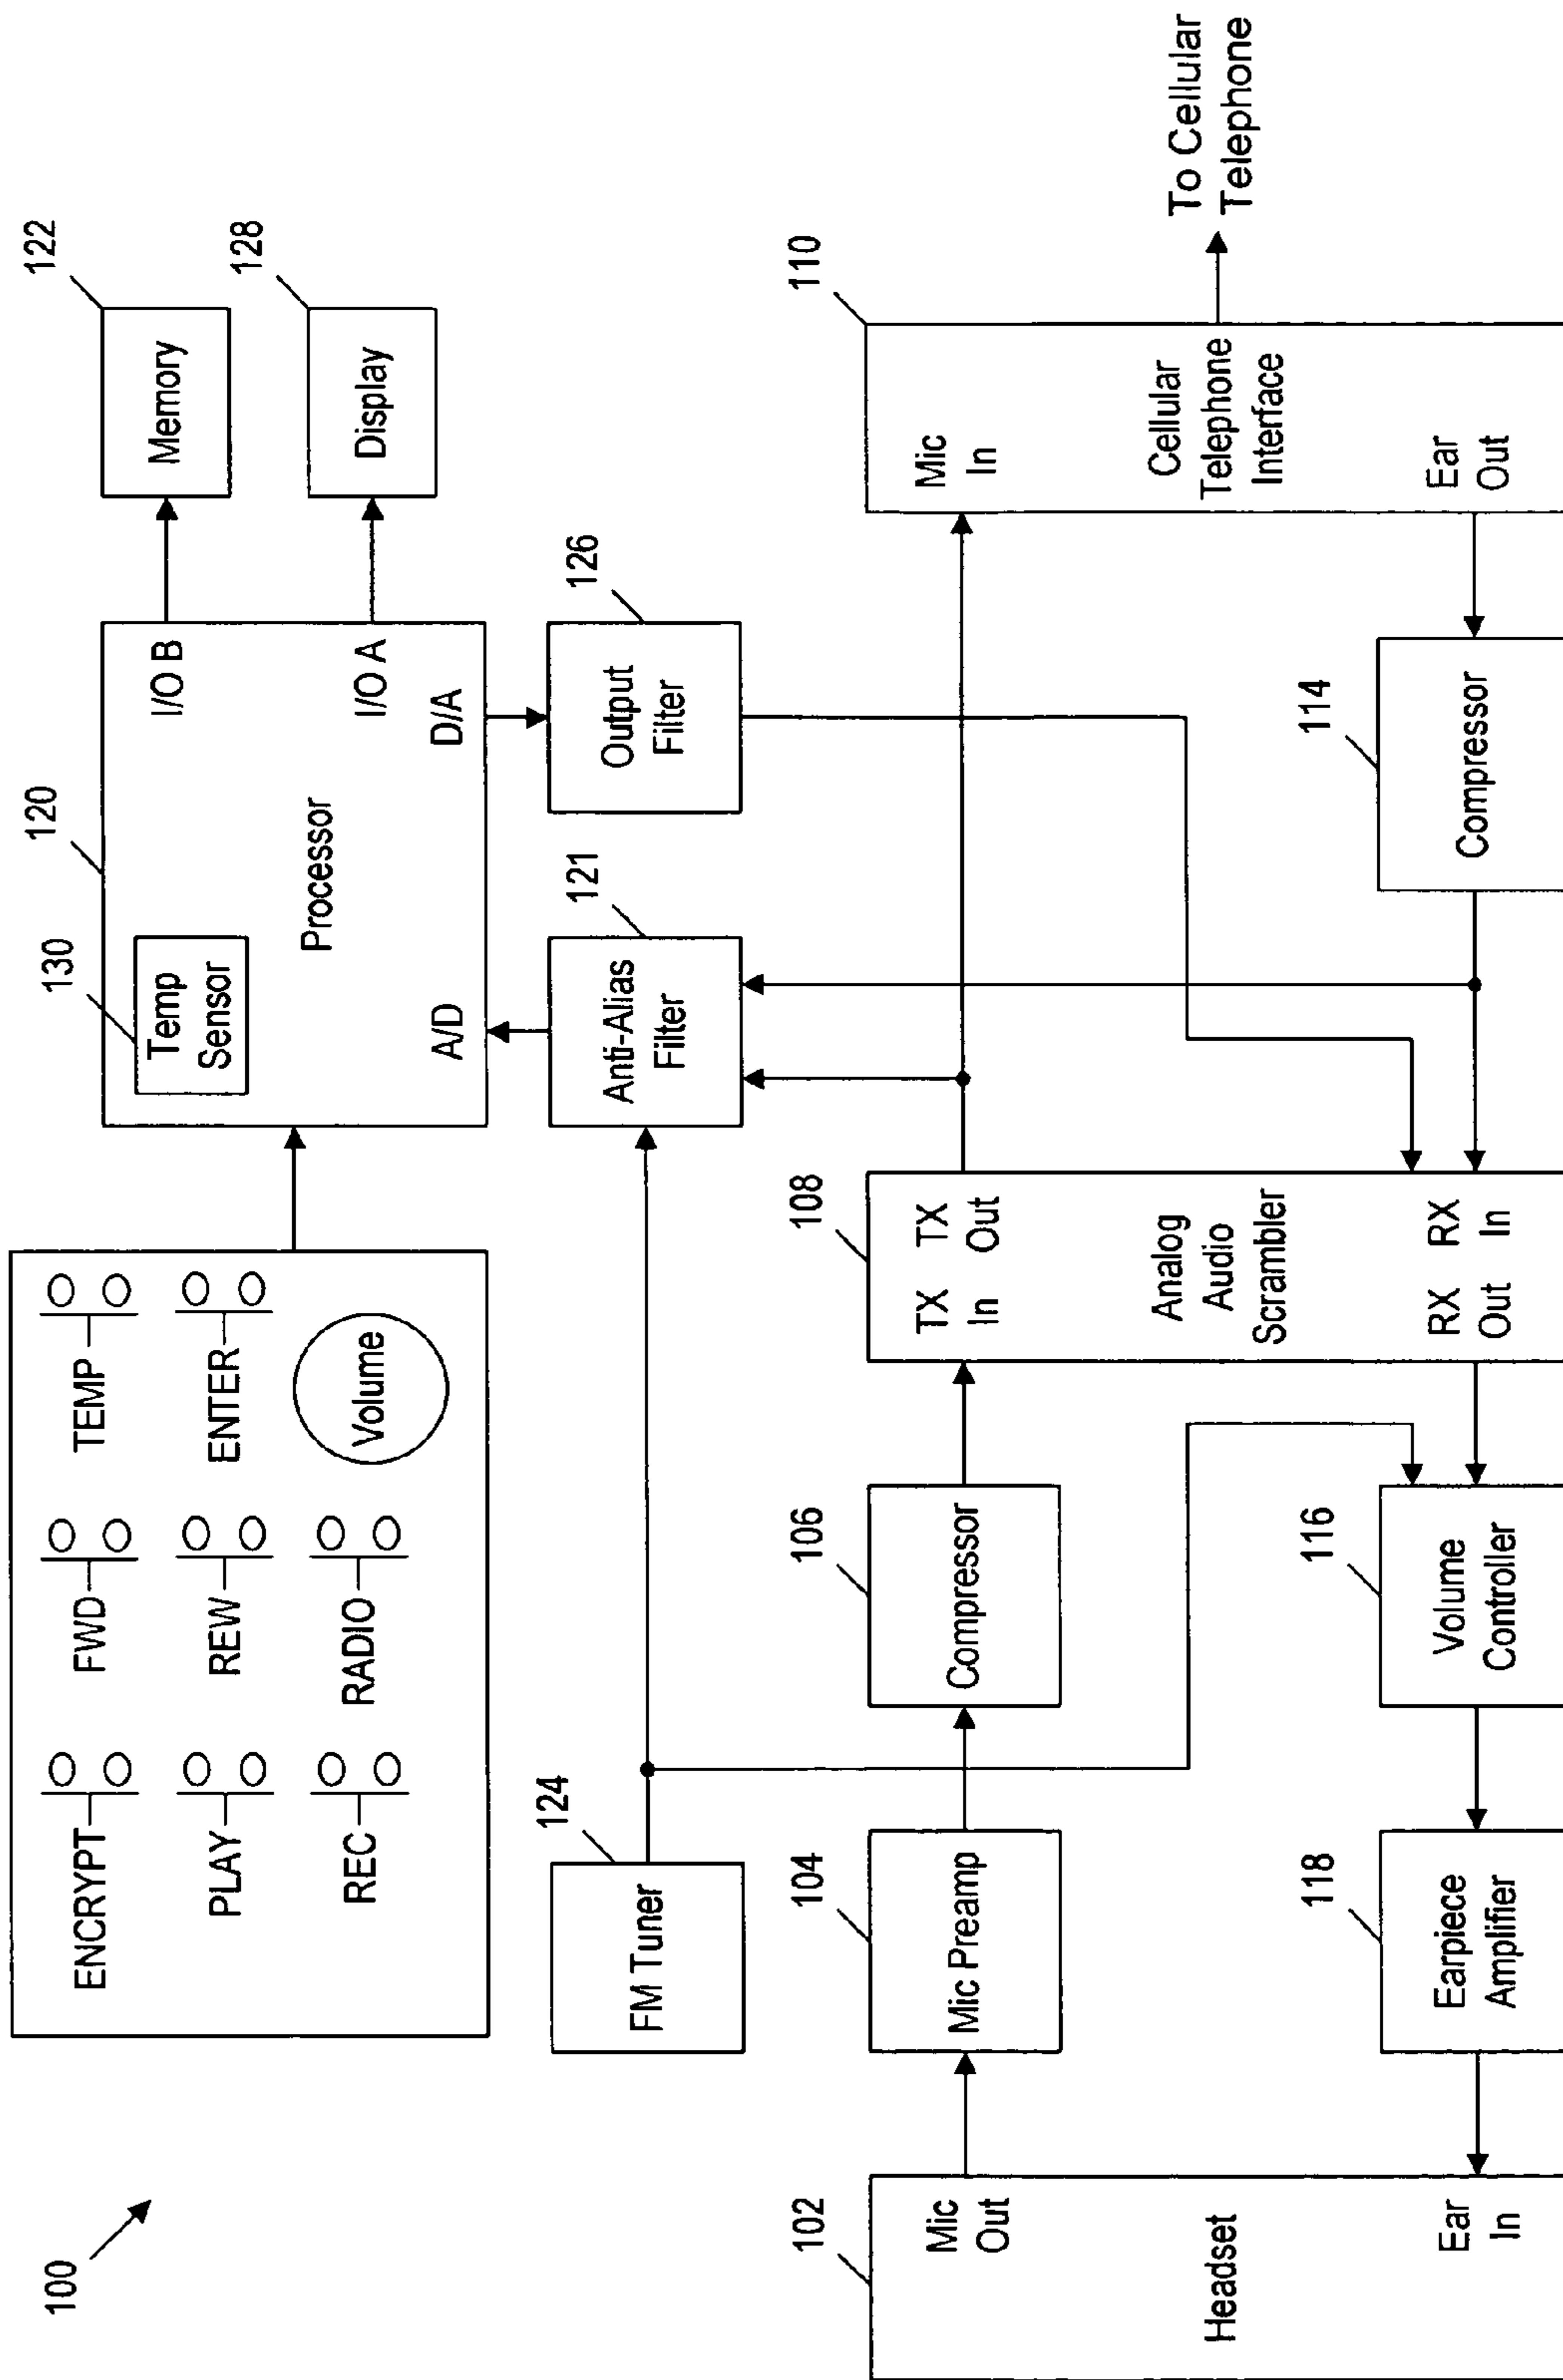 100
ENCRYPT
FWD
TEMP
PLAY
REW
ENTER
REC
RADIO
Volume
120
130
Temp
Sensor
Processor
I/O B
I/O A
A/D
D/A
122
Memory
128
Display
124
FM Tuner
121
Anti-Alias
Filter
126
Output
Filter
102
Mic
Out
Headset
Ear
In
104
Mic Preamp
106
Compressor
108
TX
In
TX
Out
Analog
Audio
Scrambler
RX
Out
RX
In
110
Mic
In
Cellular
Telephone
Interface
Ear
Out
To Cellular
Telephone
118
Earpiece
Amplifier
116
Volume
Controller
114
Compressor